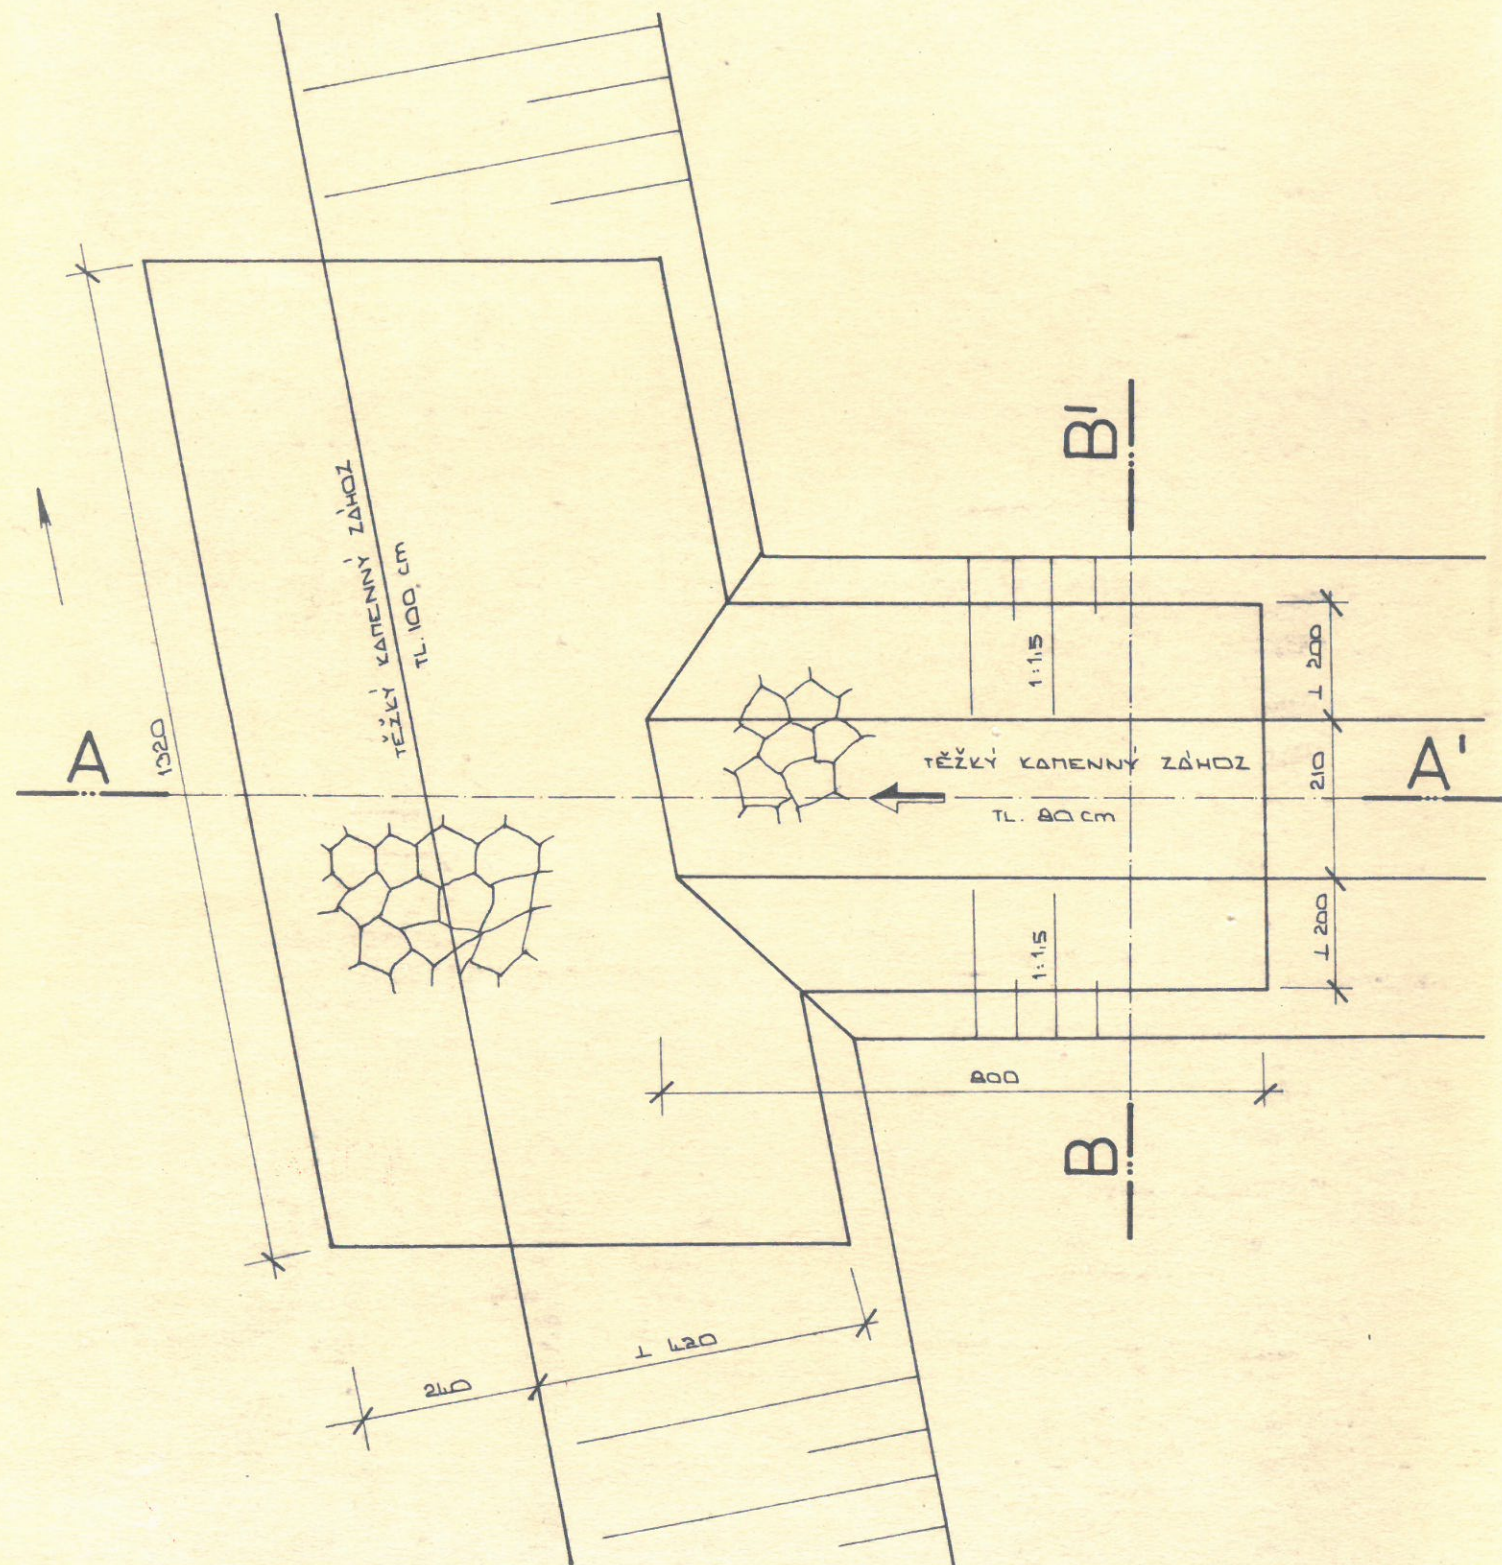 B'
TĚŽKÝ KAMENNÝ ZÁHOZ
TL. 100 cm
1:1,5
⊥ 200
A
1320
TĚŽKÝ KAMENNÝ ZÁHOZ
TL. 80 cm
210
A'
1:1,5
⊥ 200
800
B
⊥ 420
240